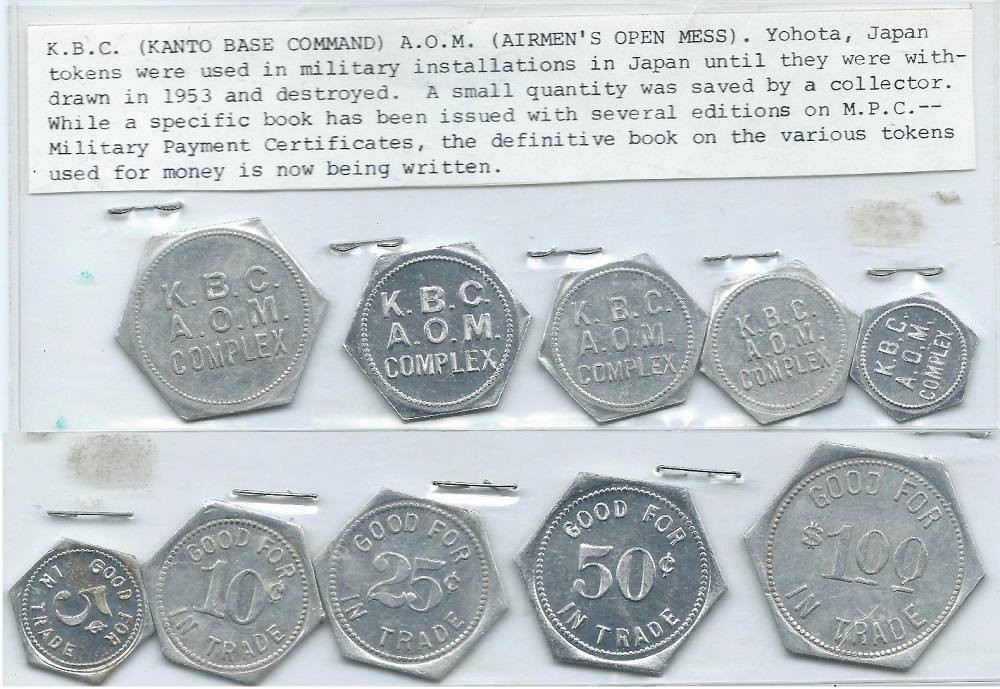 K.B.C. (KANTO BASE COMMAND) A.O.M. (AIRMEN'S OPEN MESS). Yohota, Japan
tokens were used in military installations in Japan until they were with-
drawn in 1953 and destroyed. A small quantity was saved by a collector.
While a specific book has been issued with several editions on M.P.C.--
Military Payment Certificates, the definitive book on the various tokens
used for money is now being written.
K.B.C.
A.O.M.
COMPLEX
K.B.C.
A.O.M.
COMPLEX
K.B.C.
A.O.M.
COMPLEX
K.B.C.
A.O.M.
COMPLEX
K.B.C.
A.O.M.
COMPLEX
GOOD FOR
5¢
IN TRADE
GOOD FOR
10¢
IN TRADE
GOOD FOR
25¢
IN TRADE
GOOD FOR
50¢
IN TRADE
GOOD FOR
$1.00
IN TRADE